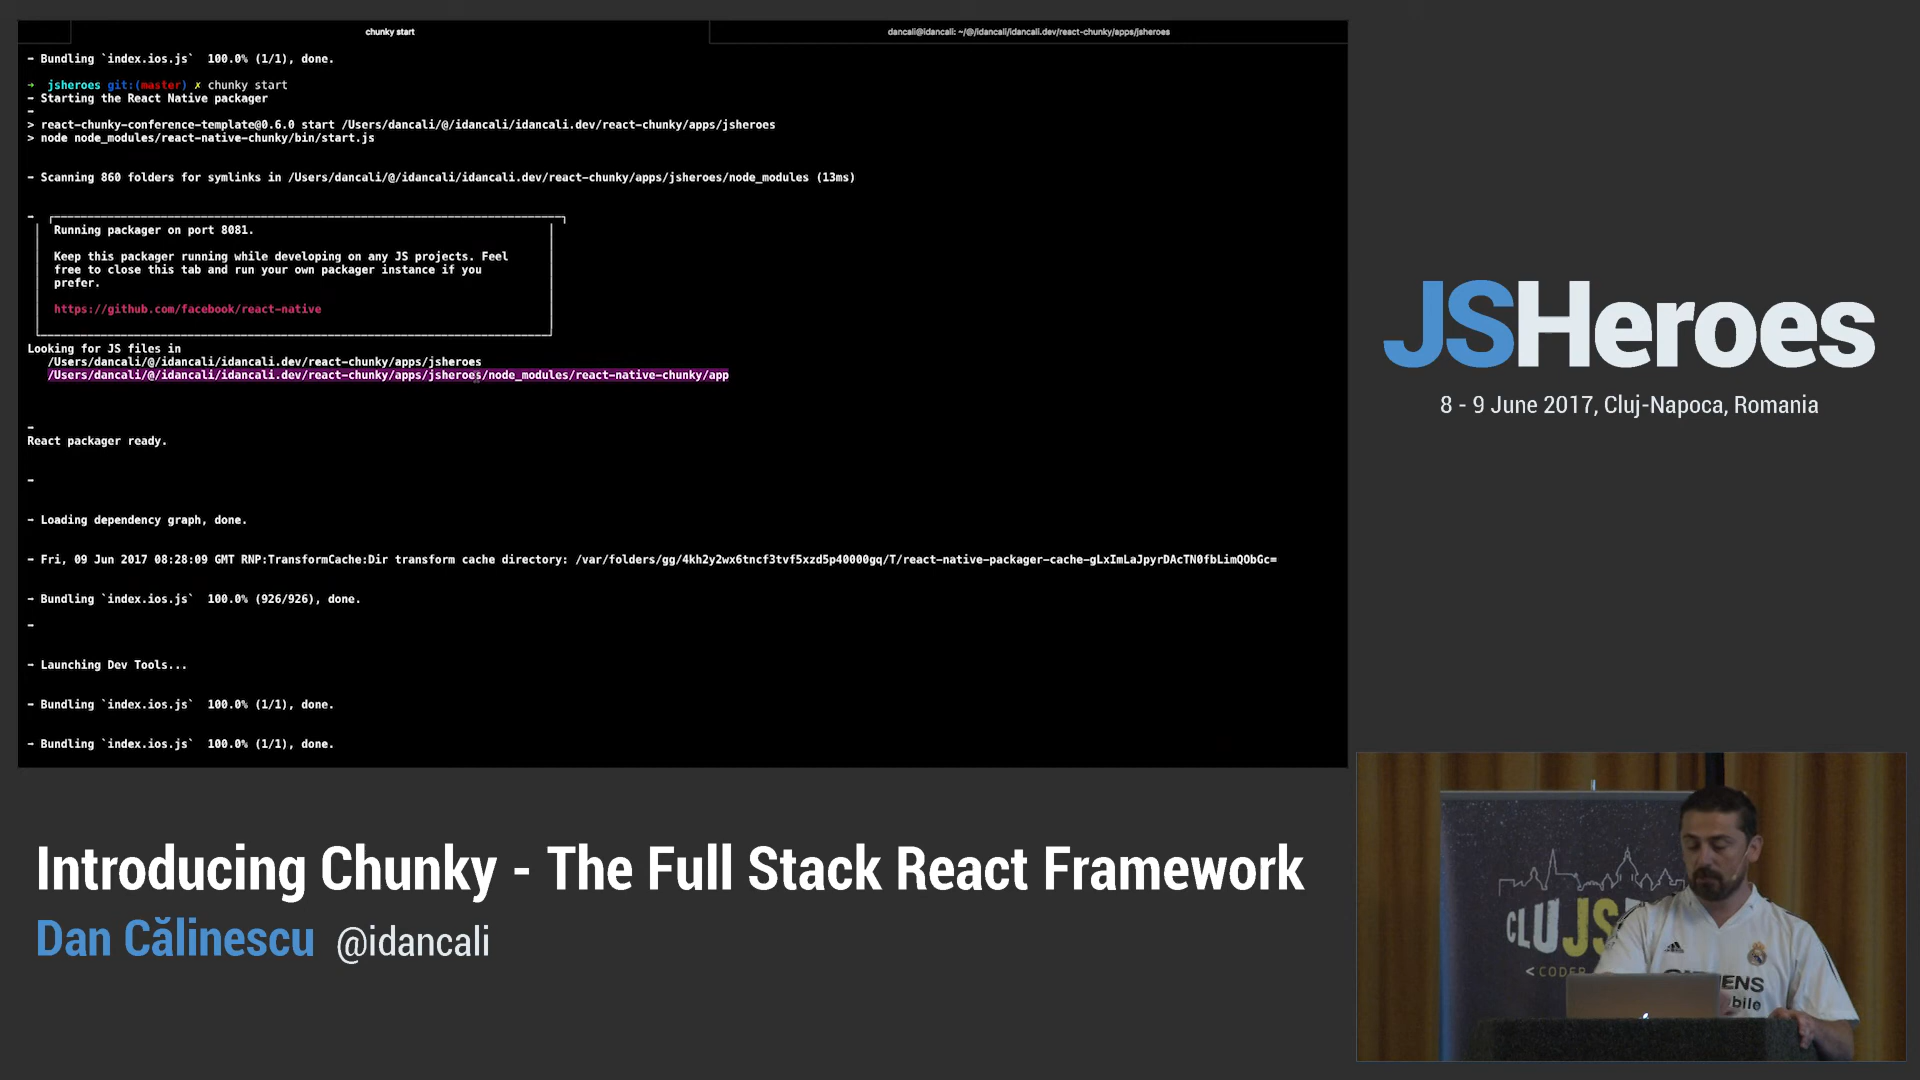 chunky start
dancali@idancali: ~/@/idancali/idancali.dev/react-chunky/apps/jsheroes
→ Bundling `index.ios.js`  100.0% (1/1), done.
→  jsheroes git:(master) ✗ chunky start
→ Starting the React Native packager
→
> react-chunky-conference-template@0.6.0 start /Users/dancali/@/idancali/idancali.dev/react-chunky/apps/jsheroes
> node node_modules/react-native-chunky/bin/start.js
→ Scanning 860 folders for symlinks in /Users/dancali/@/idancali/idancali.dev/react-chunky/apps/jsheroes/node_modules (13ms)
→
Running packager on port 8081.
Keep this packager running while developing on any JS projects. Feel
free to close this tab and run your own packager instance if you
prefer.
https://github.com/facebook/react-native
Looking for JS files in
/Users/dancali/@/idancali/idancali.dev/react-chunky/apps/jsheroes
/Users/dancali/@/idancali/idancali.dev/react-chunky/apps/jsheroes/node_modules/react-native-chunky/app
→
React packager ready.
→
→ Loading dependency graph, done.
→ Fri, 09 Jun 2017 08:28:09 GMT RNP:TransformCache:Dir transform cache directory: /var/folders/gg/4kh2y2wx6tncf3tvf5xzd5p40000gq/T/react-native-packager-cache-gLxImLaJpyrDAcTN0fbLimQObGc=
→ Bundling `index.ios.js`  100.0% (926/926), done.
→
→ Launching Dev Tools...
→ Bundling `index.ios.js`  100.0% (1/1), done.
→ Bundling `index.ios.js`  100.0% (1/1), done.
JSHeroes
8 - 9 June 2017, Cluj-Napoca, Romania
Introducing Chunky - The Full Stack React Framework
Dan Călinescu @idancali
CLUJS
< CODER